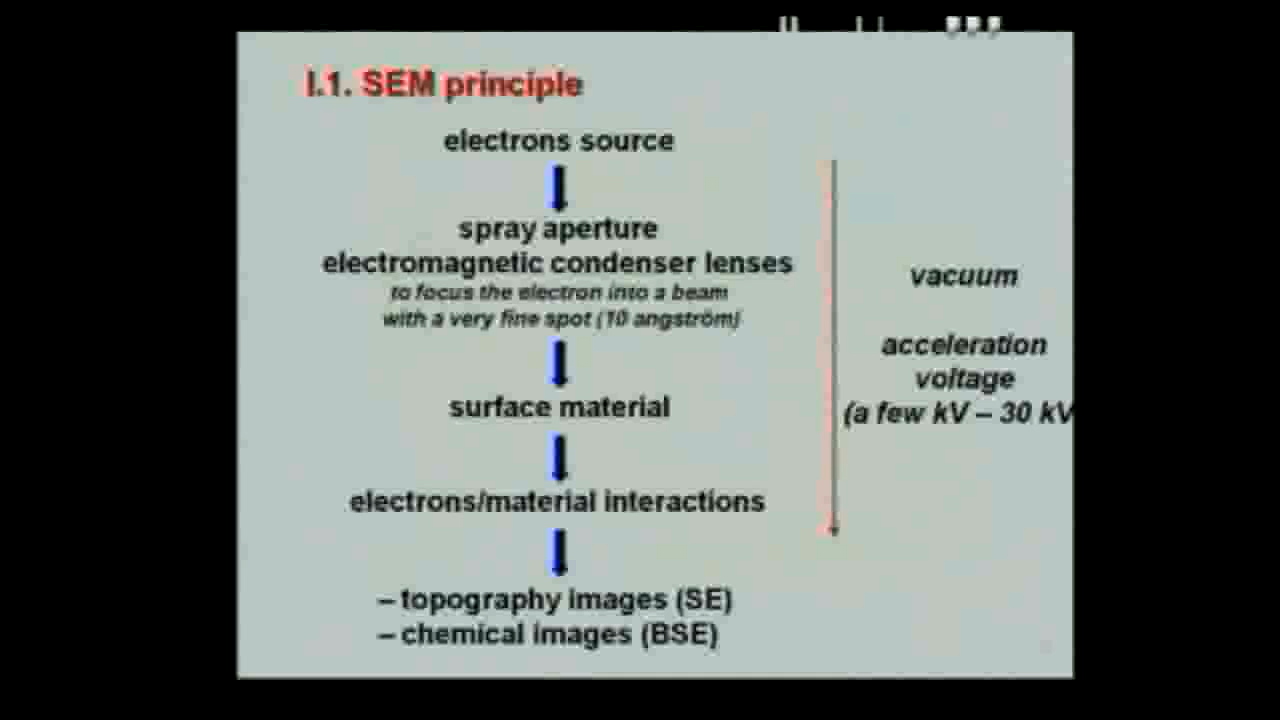 I.1. SEM principle
electrons source
spray aperture
electromagnetic condenser lenses
to focus the electron into a beam
with a very fine spot (10 angström)
surface material
electrons/material interactions
– topography images (SE)
– chemical images (BSE)
vacuum
acceleration
voltage
(a few kV – 30 kV